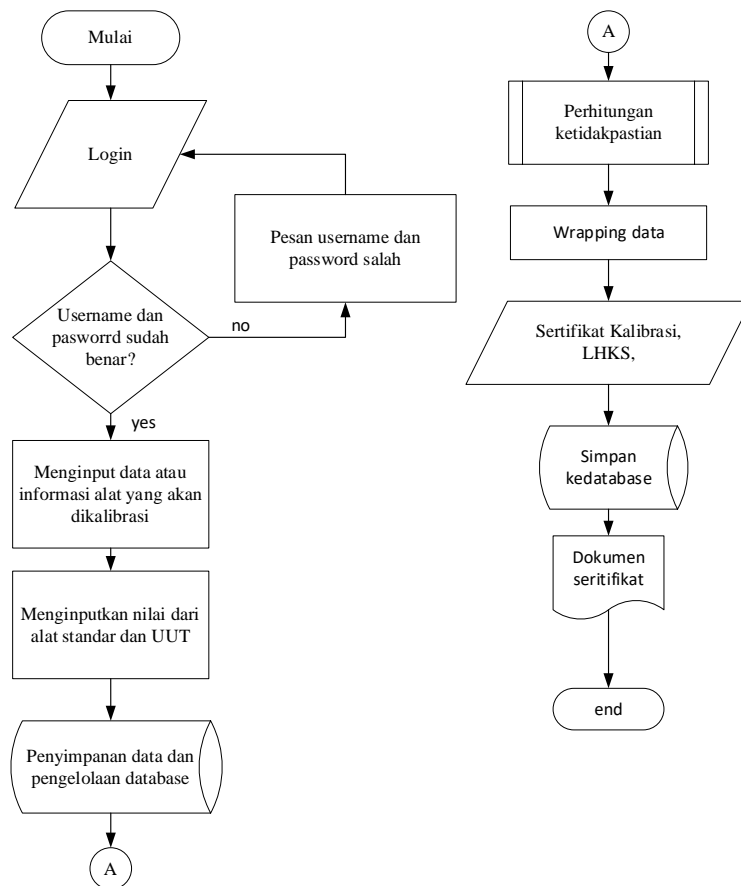 Mulai
Login
Pesan username dan
password salah
Username dan
pasworrd sudah
benar?
no
yes
Menginput data atau
informasi alat yang akan
dikalibrasi
Menginputkan nilai dari
alat standar dan UUT
Penyimpanan data dan
pengelolaan database
A
A
Perhitungan
ketidakpastian
Wrapping data
Sertifikat Kalibrasi,
LHKS,
Simpan
kedatabase
Dokumen
seritifikat
end